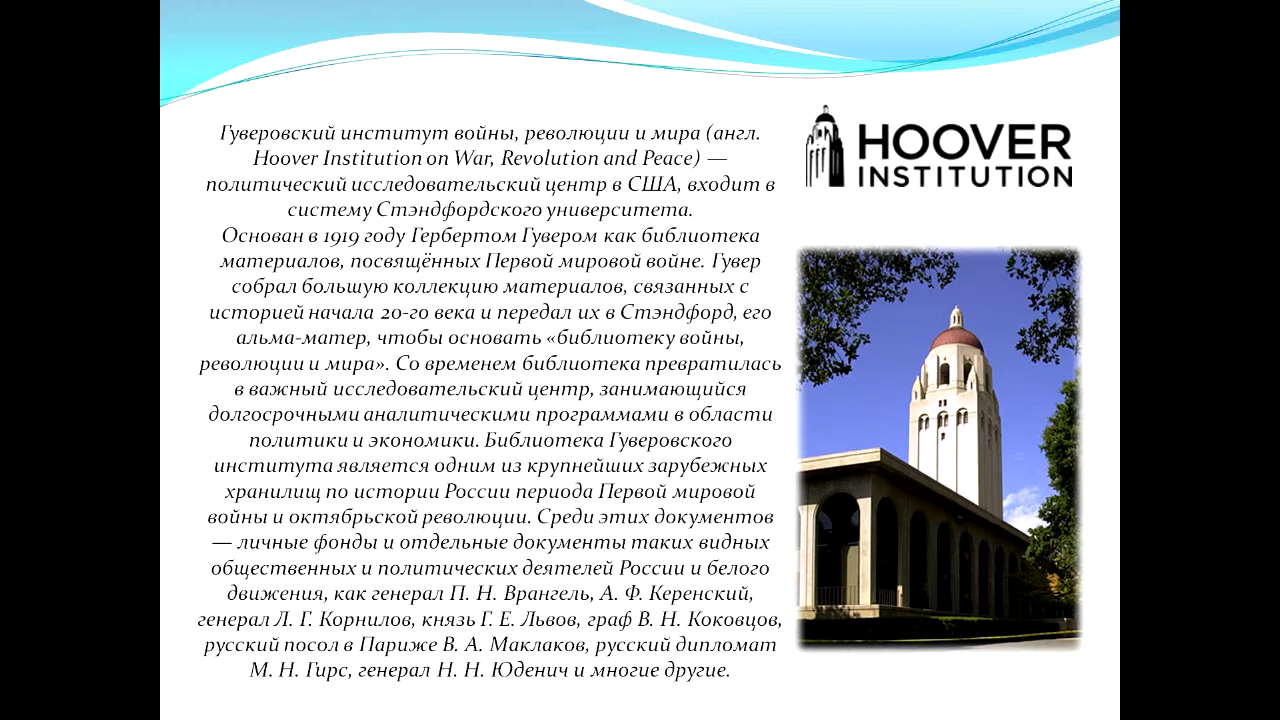 Гуверовский институт войны, революции и мира (англ.
Hoover Institution on War, Revolution and Peace) —
политический исследовательский центр в США, входит в
систему Стэндфордского университета.
Основан в 1919 году Гербертом Гувером как библиотека
материалов, посвящённых Первой мировой войне. Гувер
собрал большую коллекцию материалов, связанных с
историей начала 20-го века и передал их в Стэндфорд, его
альма-матер, чтобы основать «библиотеку войны,
революции и мира». Со временем библиотека превратилась
в важный исследовательский центр, занимающийся
долгосрочными аналитическими программами в области
политики и экономики. Библиотека Гуверовского
института является одним из крупнейших зарубежных
хранилищ по истории России периода Первой мировой
войны и октябрьской революции. Среди этих документов
— личные фонды и отдельные документы таких видных
общественных и политических деятелей России и белого
движения, как генерал П. Н. Врангель, А. Ф. Керенский,
генерал Л. Г. Корнилов, князь Г. Е. Львов, граф В. Н. Коковцов,
русский посол в Париже В. А. Маклаков, русский дипломат
М. Н. Гирс, генерал Н. Н. Юденич и многие другие.
HOOVER
INSTITUTION